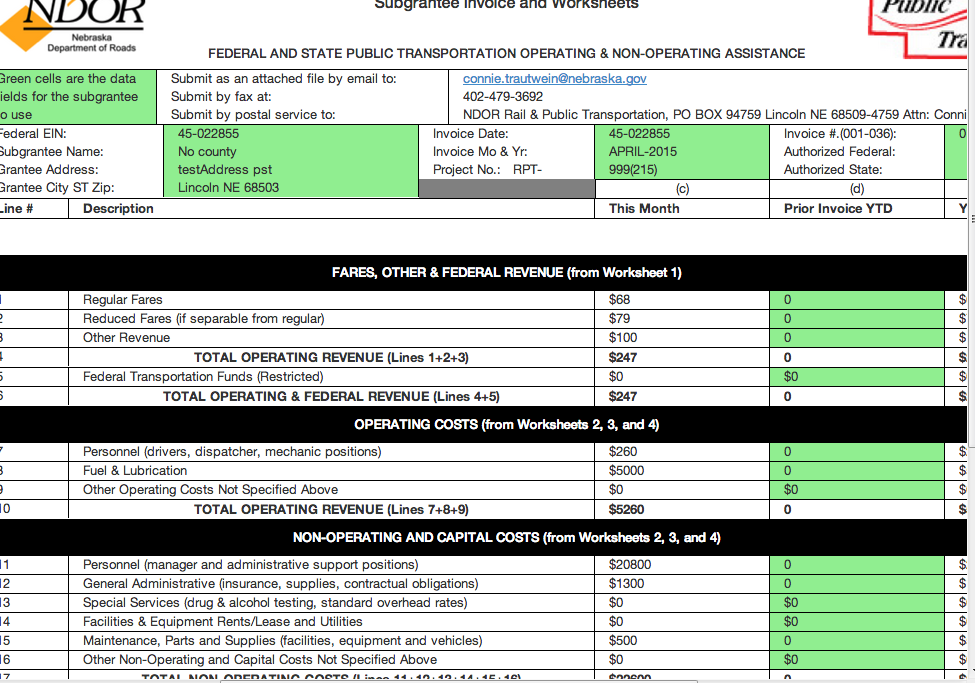 Subgrantee Invoice and Worksheets
NDOR
Nebraska
Department of Roads
Public
Tra
FEDERAL AND STATE PUBLIC TRANSPORTATION OPERATING & NON-OPERATING ASSISTANCE
Green cells are the data
ields for the subgrantee
o use
Submit as an attached file by email to: connie.trautwein@nebraska.gov
Submit by fax at: 402-479-3692
Submit by postal service to: NDOR Rail & Public Transportation, PO BOX 94759 Lincoln NE 68509-4759 Attn: Conni
Federal EIN: 45-022855 Invoice Date: 45-022855 Invoice #.(001-036): 0
Subgrantee Name: No county Invoice Mo & Yr: APRIL-2015 Authorized Federal:
Grantee Address: testAddress pst Project No.: RPT- 999(215) Authorized State:
Grantee City ST Zip: Lincoln NE 68503 (c) (d)
Line # Description This Month Prior Invoice YTD Y
FARES, OTHER & FEDERAL REVENUE (from Worksheet 1)
1 Regular Fares $68 0 $
2 Reduced Fares (if separable from regular) $79 0 $
3 Other Revenue $100 0 $
4 TOTAL OPERATING REVENUE (Lines 1+2+3) $247 0 $
5 Federal Transportation Funds (Restricted) $0 $0 $
6 TOTAL OPERATING & FEDERAL REVENUE (Lines 4+5) $247 0 $
OPERATING COSTS (from Worksheets 2, 3, and 4)
7 Personnel (drivers, dispatcher, mechanic positions) $260 0 $
8 Fuel & Lubrication $5000 0 $
9 Other Operating Costs Not Specified Above $0 $0 $
10 TOTAL OPERATING REVENUE (Lines 7+8+9) $5260 0 $
NON-OPERATING AND CAPITAL COSTS (from Worksheets 2, 3, and 4)
11 Personnel (manager and administrative support positions) $20800 0 $
12 General Administrative (insurance, supplies, contractual obligations) $1300 0 $
13 Special Services (drug & alcohol testing, standard overhead rates) $0 $0 $
14 Facilities & Equipment Rents/Lease and Utilities $0 $0 $
15 Maintenance, Parts and Supplies (facilities, equipment and vehicles) $500 0 $
16 Other Non-Operating and Capital Costs Not Specified Above $0 $0 $
17 TOTAL NON-OPERATING COSTS (Lines 11+12+13+14+15+16) $22600 0 $